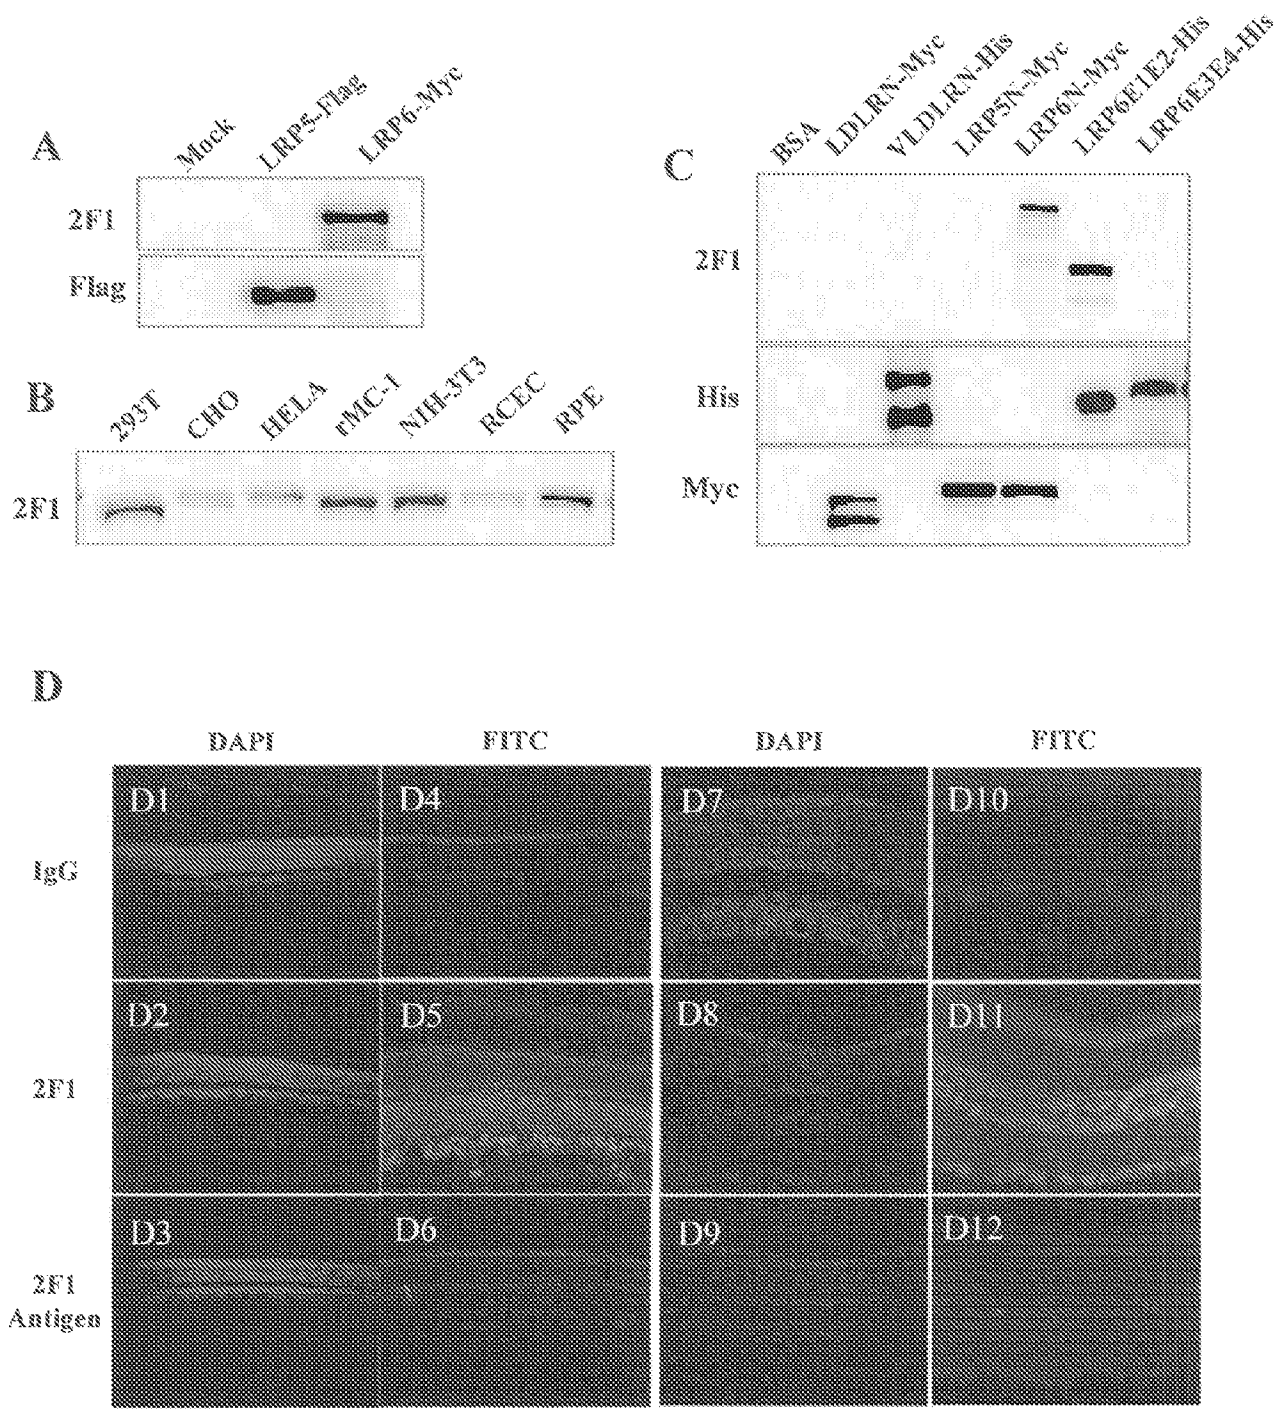 A
Mock
LRP5-Flag
LRP6-Myc
2F1
Flag
B
293T
CHO
HELA
rMC-1
NIH-3T3
RCEC
RPE
2F1
C
BSA
LDLRN-Myc
VLDLRN-His
LRP5N-Myc
LRP6N-Myc
LRP6E1E2-His
LRP6E3E4-His
2F1
His
Myc
D
DAPI FITC DAPI FITC
IgG D1 D4 D7 D10
2F1 D2 D5 D8 D11
D3 D6 D9 D12
2F1
Antigen